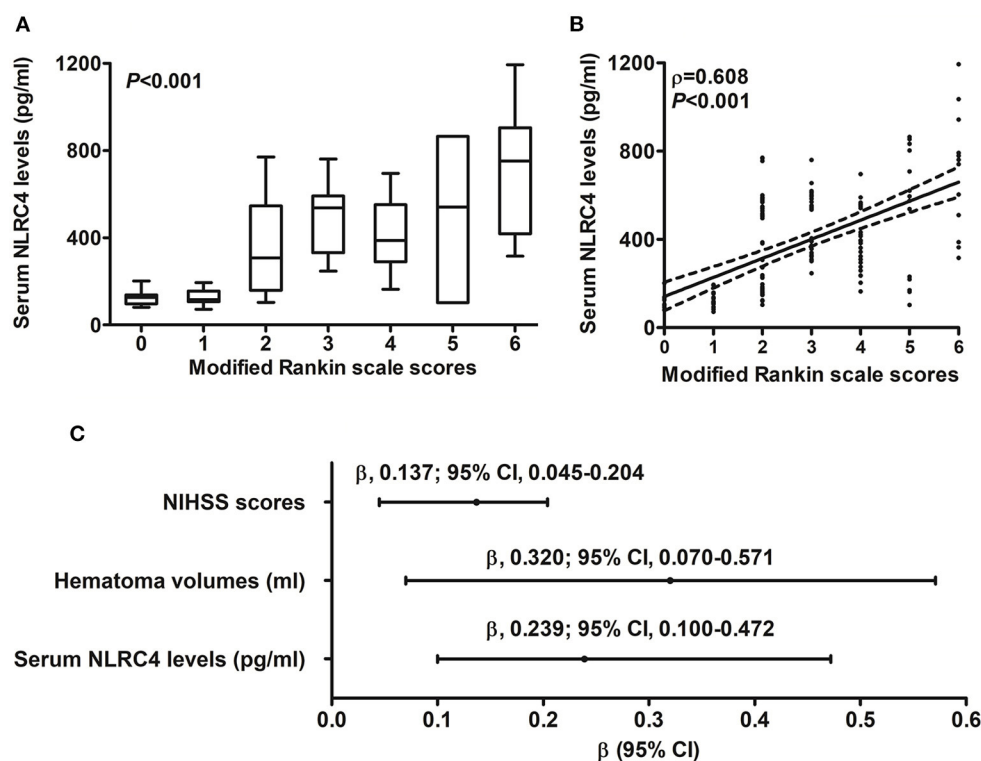 A
Serum NLRC4 levels (pg/ml)
1200
800
400
0
P<0.001
0 1 2 3 4 5 6
Modified Rankin scale scores
B
Serum NLRC4 levels (pg/ml)
1200
800
400
0
ρ=0.608
P<0.001
0 1 2 3 4 5 6
Modified Rankin scale scores
C
β, 0.137; 95% CI, 0.045-0.204
NIHSS scores
β, 0.320; 95% CI, 0.070-0.571
Hematoma volumes (ml)
β, 0.239; 95% CI, 0.100-0.472
Serum NLRC4 levels (pg/ml)
0.0 0.1 0.2 0.3 0.4 0.5 0.6
β (95% CI)